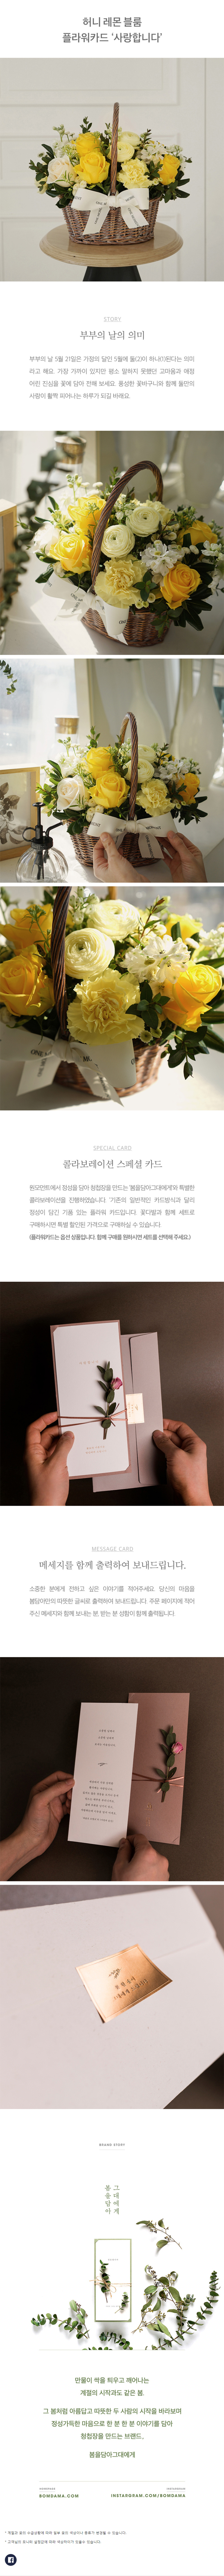 허니 레몬 블룸
플라워카드 '사랑합니다'
STORY
부부의 날의 의미
부부의 날 5월 21일은 가정의 달인 5월에 둘(2)이 하나(1)된다는 의미
라고 해요. 가장 가까이 있지만 평소 말하지 못했던 고마움과 애정
어린 진심을 꽃에 담아 전해 보세요. 풍성한 꽃바구니와 함께 둘만의
사랑이 활짝 피어나는 하루가 되길 바래요.
SPECIAL CARD
콜라보레이션 스페셜 카드
원모먼트에서 정성을 담아 청첩장을 만드는 '봄을담아그대에게'와 특별한
콜라보레이션을 진행하였습니다. 기존의 일반적인 카드방식과 달리
정성이 담긴 기품 있는 플라워 카드입니다. 꽃다발과 함께 세트로
구매하시면 특별 할인된 가격으로 구매하실 수 있습니다.
(플라워카드는 옵션 상품입니다. 함께 구매를 원하시면 세트를 선택해 주세요.)
MESSAGE CARD
메세지를 함께 출력하여 보내드립니다.
소중한 분에게 전하고 싶은 이야기를 적어주세요. 당신의 마음을
봄담아만의 따뜻한 글씨로 출력하여 보내드립니다. 주문 페이지에 적어
주신 메세지와 함께 보내는 분, 받는 분 성함이 함께 출력됩니다.
BRAND STORY
그대에게
봄을담아
만물이 싹을 틔우고 깨어나는
계절의 시작과도 같은 봄.
그 봄처럼 아름답고 따뜻한 두 사람의 시작을 바라보며
정성가득한 마음으로 한 분 한 분 이야기를 담아
청첩장을 만드는 브랜드,
봄을담아그대에게
HOMEPAGE
BOMDAMA.COM
INSTARGRAM
INSTARGRAM.COM/BOMDAMA
* 계절과 꽃의 수급상황에 따라 일부 꽃은 색상이나 종류가 변경될 수 있습니다.
* 고객님의 모니터 설정값에 따라 색상차이가 있을수 있습니다.